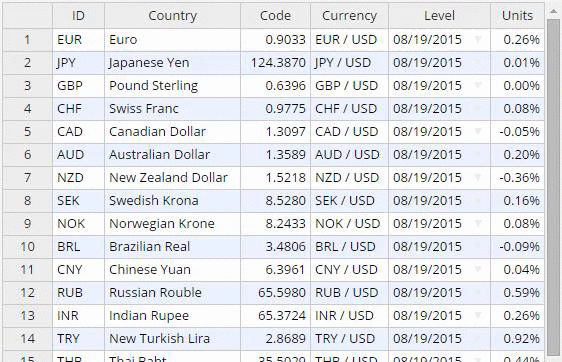 ID Country Code Currency Level Units
1 EUR Euro 0.9033 EUR / USD 08/19/2015 0.26%
2 JPY Japanese Yen 124.3870 JPY / USD 08/19/2015 0.01%
3 GBP Pound Sterling 0.6396 GBP / USD 08/19/2015 0.00%
4 CHF Swiss Franc 0.9775 CHF / USD 08/19/2015 0.08%
5 CAD Canadian Dollar 1.3097 CAD / USD 08/19/2015 -0.05%
6 AUD Australian Dollar 1.3589 AUD / USD 08/19/2015 0.20%
7 NZD New Zealand Dollar 1.5218 NZD / USD 08/19/2015 -0.36%
8 SEK Swedish Krona 8.5280 SEK / USD 08/19/2015 0.16%
9 NOK Norwegian Krone 8.2433 NOK / USD 08/19/2015 0.08%
10 BRL Brazilian Real 3.4806 BRL / USD 08/19/2015 -0.09%
11 CNY Chinese Yuan 6.3961 CNY / USD 08/19/2015 0.04%
12 RUB Russian Rouble 65.5980 RUB / USD 08/19/2015 0.59%
13 INR Indian Rupee 65.3724 INR / USD 08/19/2015 0.26%
14 TRY New Turkish Lira 2.8689 TRY / USD 08/19/2015 0.92%
15 THB Thai Baht 35.5029 THB / USD 08/19/2015 0.44%